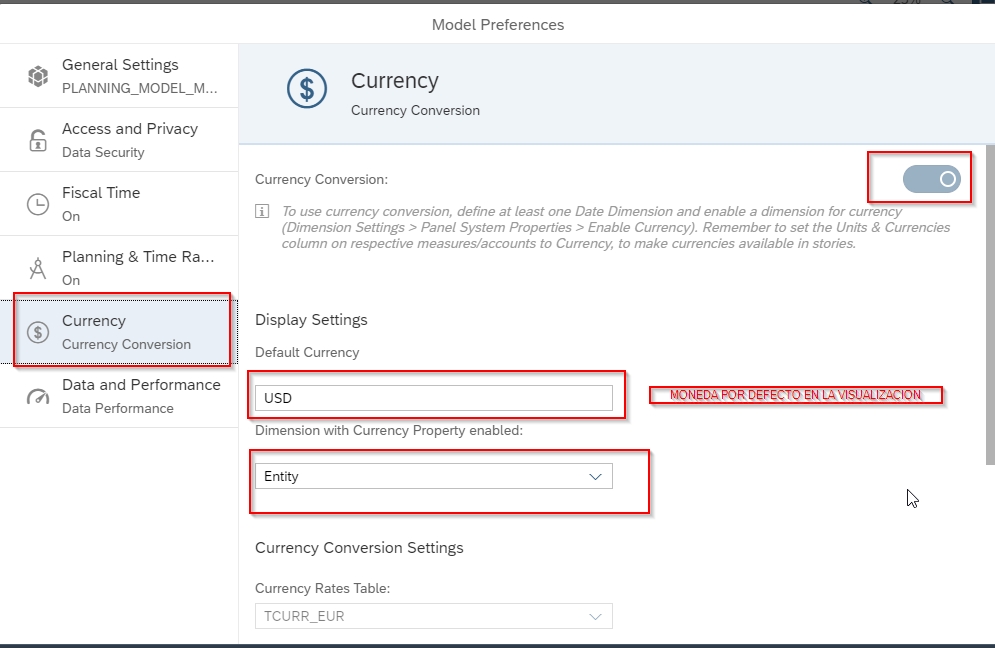 Model Preferences
General Settings
PLANNING_MODEL_M...
Access and Privacy
Data Security
Fiscal Time
On
Planning & Time Ra...
On
Currency
Currency Conversion
Data and Performance
Data Performance
Currency
Currency Conversion
Currency Conversion:
To use currency conversion, define at least one Date Dimension and enable a dimension for currency
(Dimension Settings > Panel System Properties > Enable Currency). Remember to set the Units & Currencies
column on respective measures/accounts to Currency, to make currencies available in stories.
Display Settings
Default Currency
USD
MONEDA POR DEFECTO EN LA VISUALIZACION
Dimension with Currency Property enabled:
Entity
Currency Conversion Settings
Currency Rates Table:
TCURR_EUR